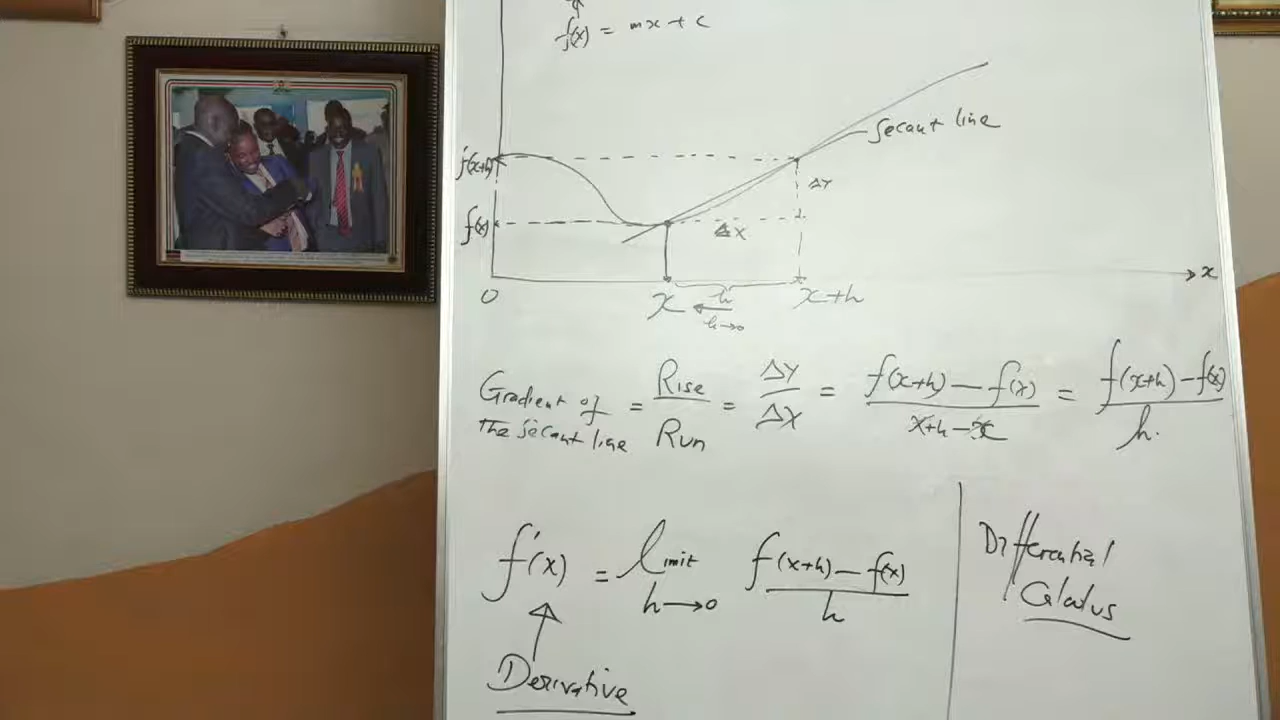 f(x) = mx + c
Secant line
f(x+h)
ΔY
f(x)
Δx
x
0
x
h
x+h
h→0
Gradient of the secant line = Rise/Run = ΔY/ΔX = f(x+h) − f(x)/x+h−x = f(x+h) − f(x)/h.
f'(x) = limit h→0 f(x+h) − f(x)/h
Differential
Calculus
Derivative